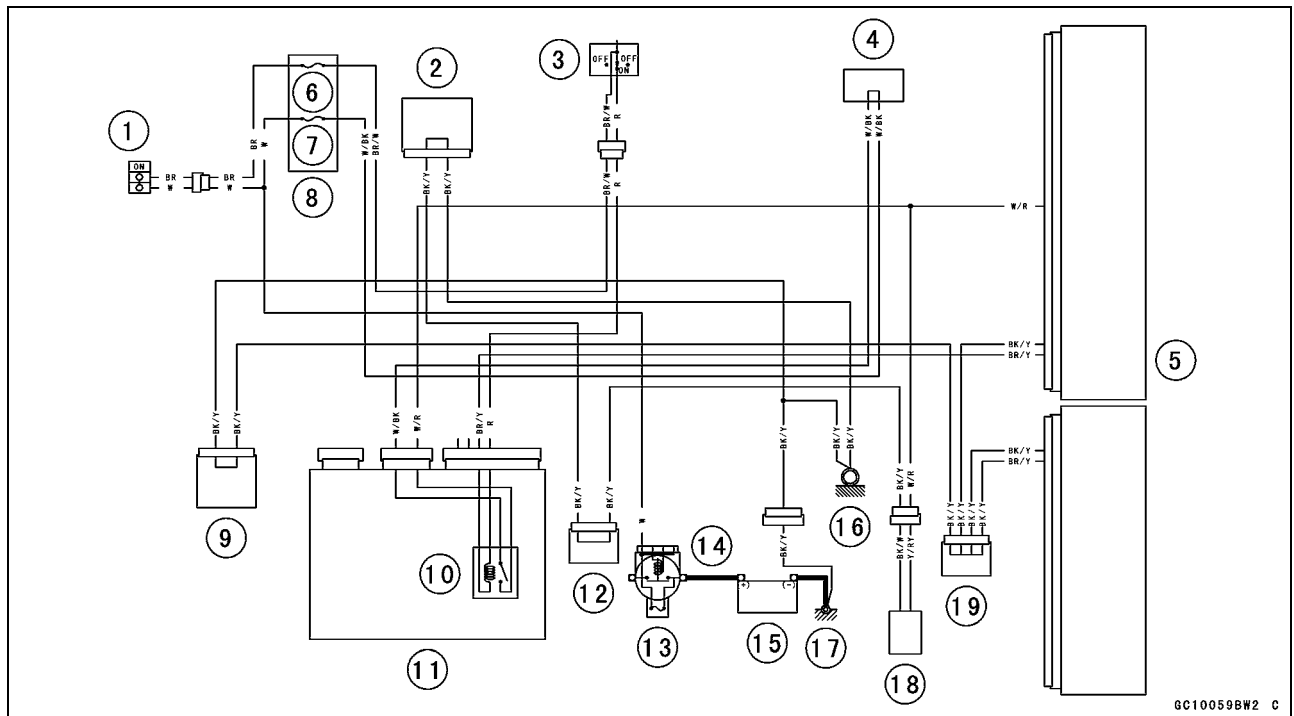 1
ON
BR
W
BR
W
BR
W
6
7
8
W/BK
BR/W
2
BK/Y
BK/Y
3
OFF
OFF
ON
BR/W
R
BR/W
R
4
W/BK
W/BK
W/R
BK/Y
BR/Y
5
BK/Y
BR/Y
BK/Y
BK/Y
9
W/BK
W/R
BR/Y
R
10
11
BK/Y
BK/Y
12
W
13
14
(+)
(-)
15
BK/Y
BK/Y
BK/Y
BK/Y
16
17
BK/Y
W/R
BK/W
Y/RY
18
BK/Y
BK/Y
BK/Y
BK/Y
19
GC10059BW2 C